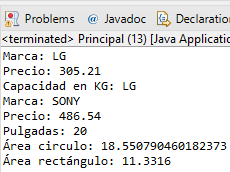 Problems @ Javadoc Declaration
<terminated> Principal (13) [Java Applicatio
Marca: LG
Precio: 305.21
Capacidad en KG: LG
Marca: SONY
Precio: 486.54
Pulgadas: 20
Área circulo: 18.550790460182373
Área rectángulo: 11.3316